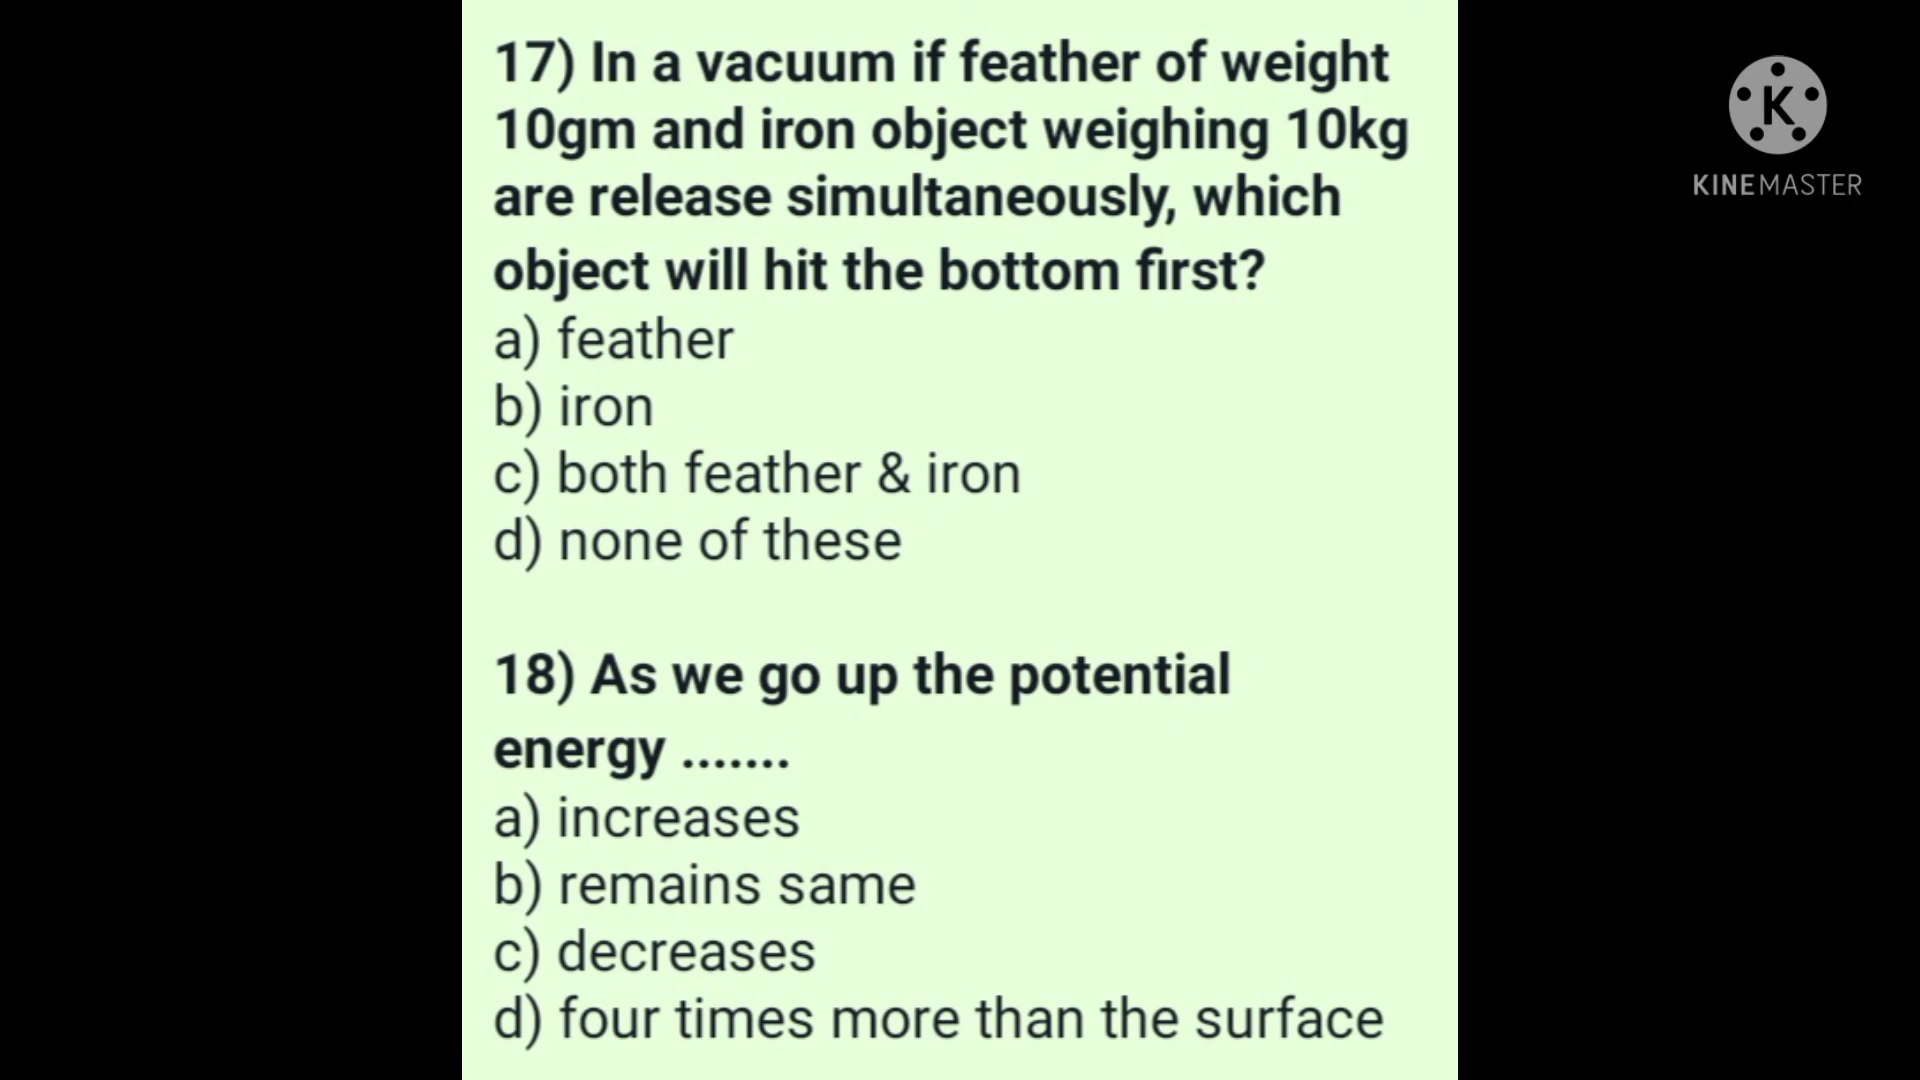 17) In a vacuum if feather of weight
10gm and iron object weighing 10kg
are release simultaneously, which
object will hit the bottom first?
a) feather
b) iron
c) both feather & iron
d) none of these
18) As we go up the potential
energy .......
a) increases
b) remains same
c) decreases
d) four times more than the surface
K
KINEMASTER